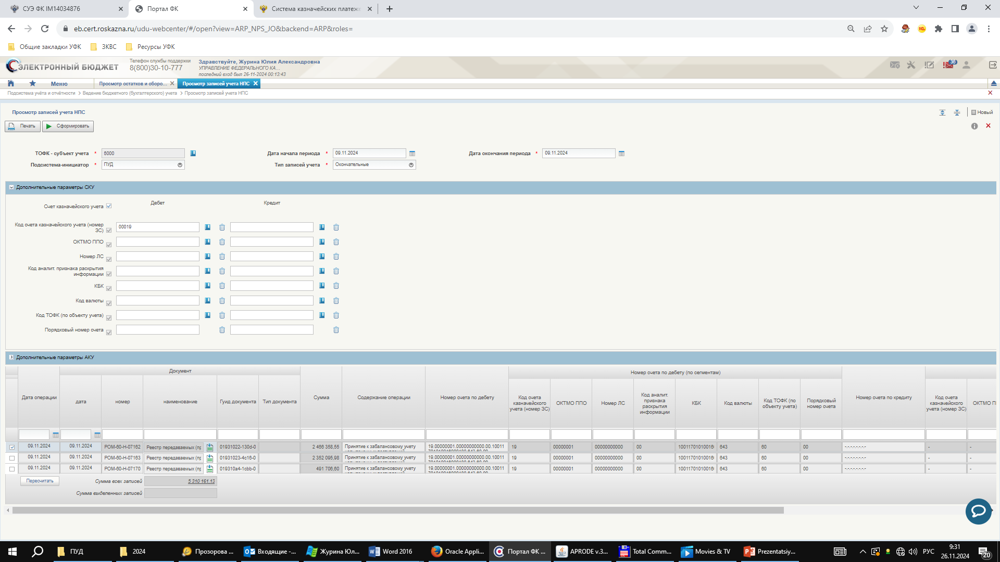 СУЭ ФК IM14034876
Портал ФК
Система казначейских платеже
eb.cert.roskazna.ru/udu-webcenter/#/open?view=ARP_NPS_JO&backend=ARP&roles=
Общие закладки УФК
ЗКВС
Ресурсы УФК
ЭЛЕКТРОННЫЙ БЮДЖЕТ
Телефон службы поддержки
8(800)30-10-777
Здравствуйте, Журина Юлия Александровна
УПРАВЛЕНИЕ ФЕДЕРАЛЬНОГО КА...
последний вход был 26-11-2024 00:13:43
36
Меню
Просмотр остатков и оборо...
Просмотр записей учета НПС
Подсистема учёта и отчётности > Ведение бюджетного (бухгалтерского) учета > Просмотр записей учета НПС
Просмотр записей учета НПС
Новый
Печать
Сформировать
ТОФК - субъект учета * 6000
Дата начала периода * 09.11.2024
Дата окончания периода * 09.11.2024
Подсистема-инициатор * ПУД
Тип записей учета * Окончательные
Дополнительные параметры СКУ
Дебет
Кредит
Счет казначейского учета
Код счета казначейского учета (номер ЗС)
00019
ОКТМО ППО
Номер ЛС
Код аналит. признака раскрытия информации
КБК
Код валюты
Код ТОФК (по объекту учета)
Порядковый номер счета
Дополнительные параметры АКУ
Документ
Номер счета по дебету (по сегментам)
Дата операции
дата
номер
наименование
Гуид документа
Тип документа
Сумма
Содержание операции
Номер счета по дебету
Код счета казначейского учета (номер ЗС)
ОКТМО ППО
Номер ЛС
Код аналит. признака раскрытия информации
КБК
Код валюты
Код ТОФК (по объекту учета)
Порядковый номер счета
Номер счета по кредиту
Код счета казначейского учета (номер ЗС)
ОКТМО П
09.11.2024 09.11.2024 РОМ-60-Н-07162 Реестр передаваемых (пр 01931022-130d-0 2 466 358,55 Принятие к забалансовому учету 19.00000001.00000000000.00.10011 19 00000001 00000000000 00 100117010100160 643 60 00 -.-.-.-.-.-.-.- - -
09.11.2024 09.11.2024 РОМ-60-Н-07163 Реестр передаваемых (пр 01931023-4c16-0 2 352 095,98 Принятие к забалансовому учету 19.00000001.00000000000.00.10011 19 00000001 00000000000 00 100117010100160 643 60 00 -.-.-.-.-.-.-.- - -
09.11.2024 09.11.2024 РОМ-60-Н-07170 Реестр передаваемых (пр 019310a4-1cbb-0 491 706,60 Принятие к забалансовому учету 19.00000001.00000000000.00.10011 19 00000001 00000000000 00 100117010100160 643 60 00 -.-.-.-.-.-.-.- - -
Пересчитать
Сумма всех записей 5 310 161.13
Сумма выделенных записей
ПУД
2024
Прозорова ...
Входящие -...
Журина Юл...
Word 2016
Oracle Appli...
Портал ФК ...
APRODE v.3...
Total Comm...
Movies & TV
Prezentatsiy...
РУС
9:31
26.11.2024
20